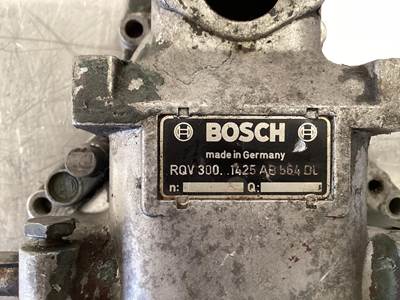 BOSCH
made in Germany
RQV 300..1425 AB 564 DL
n: Q: